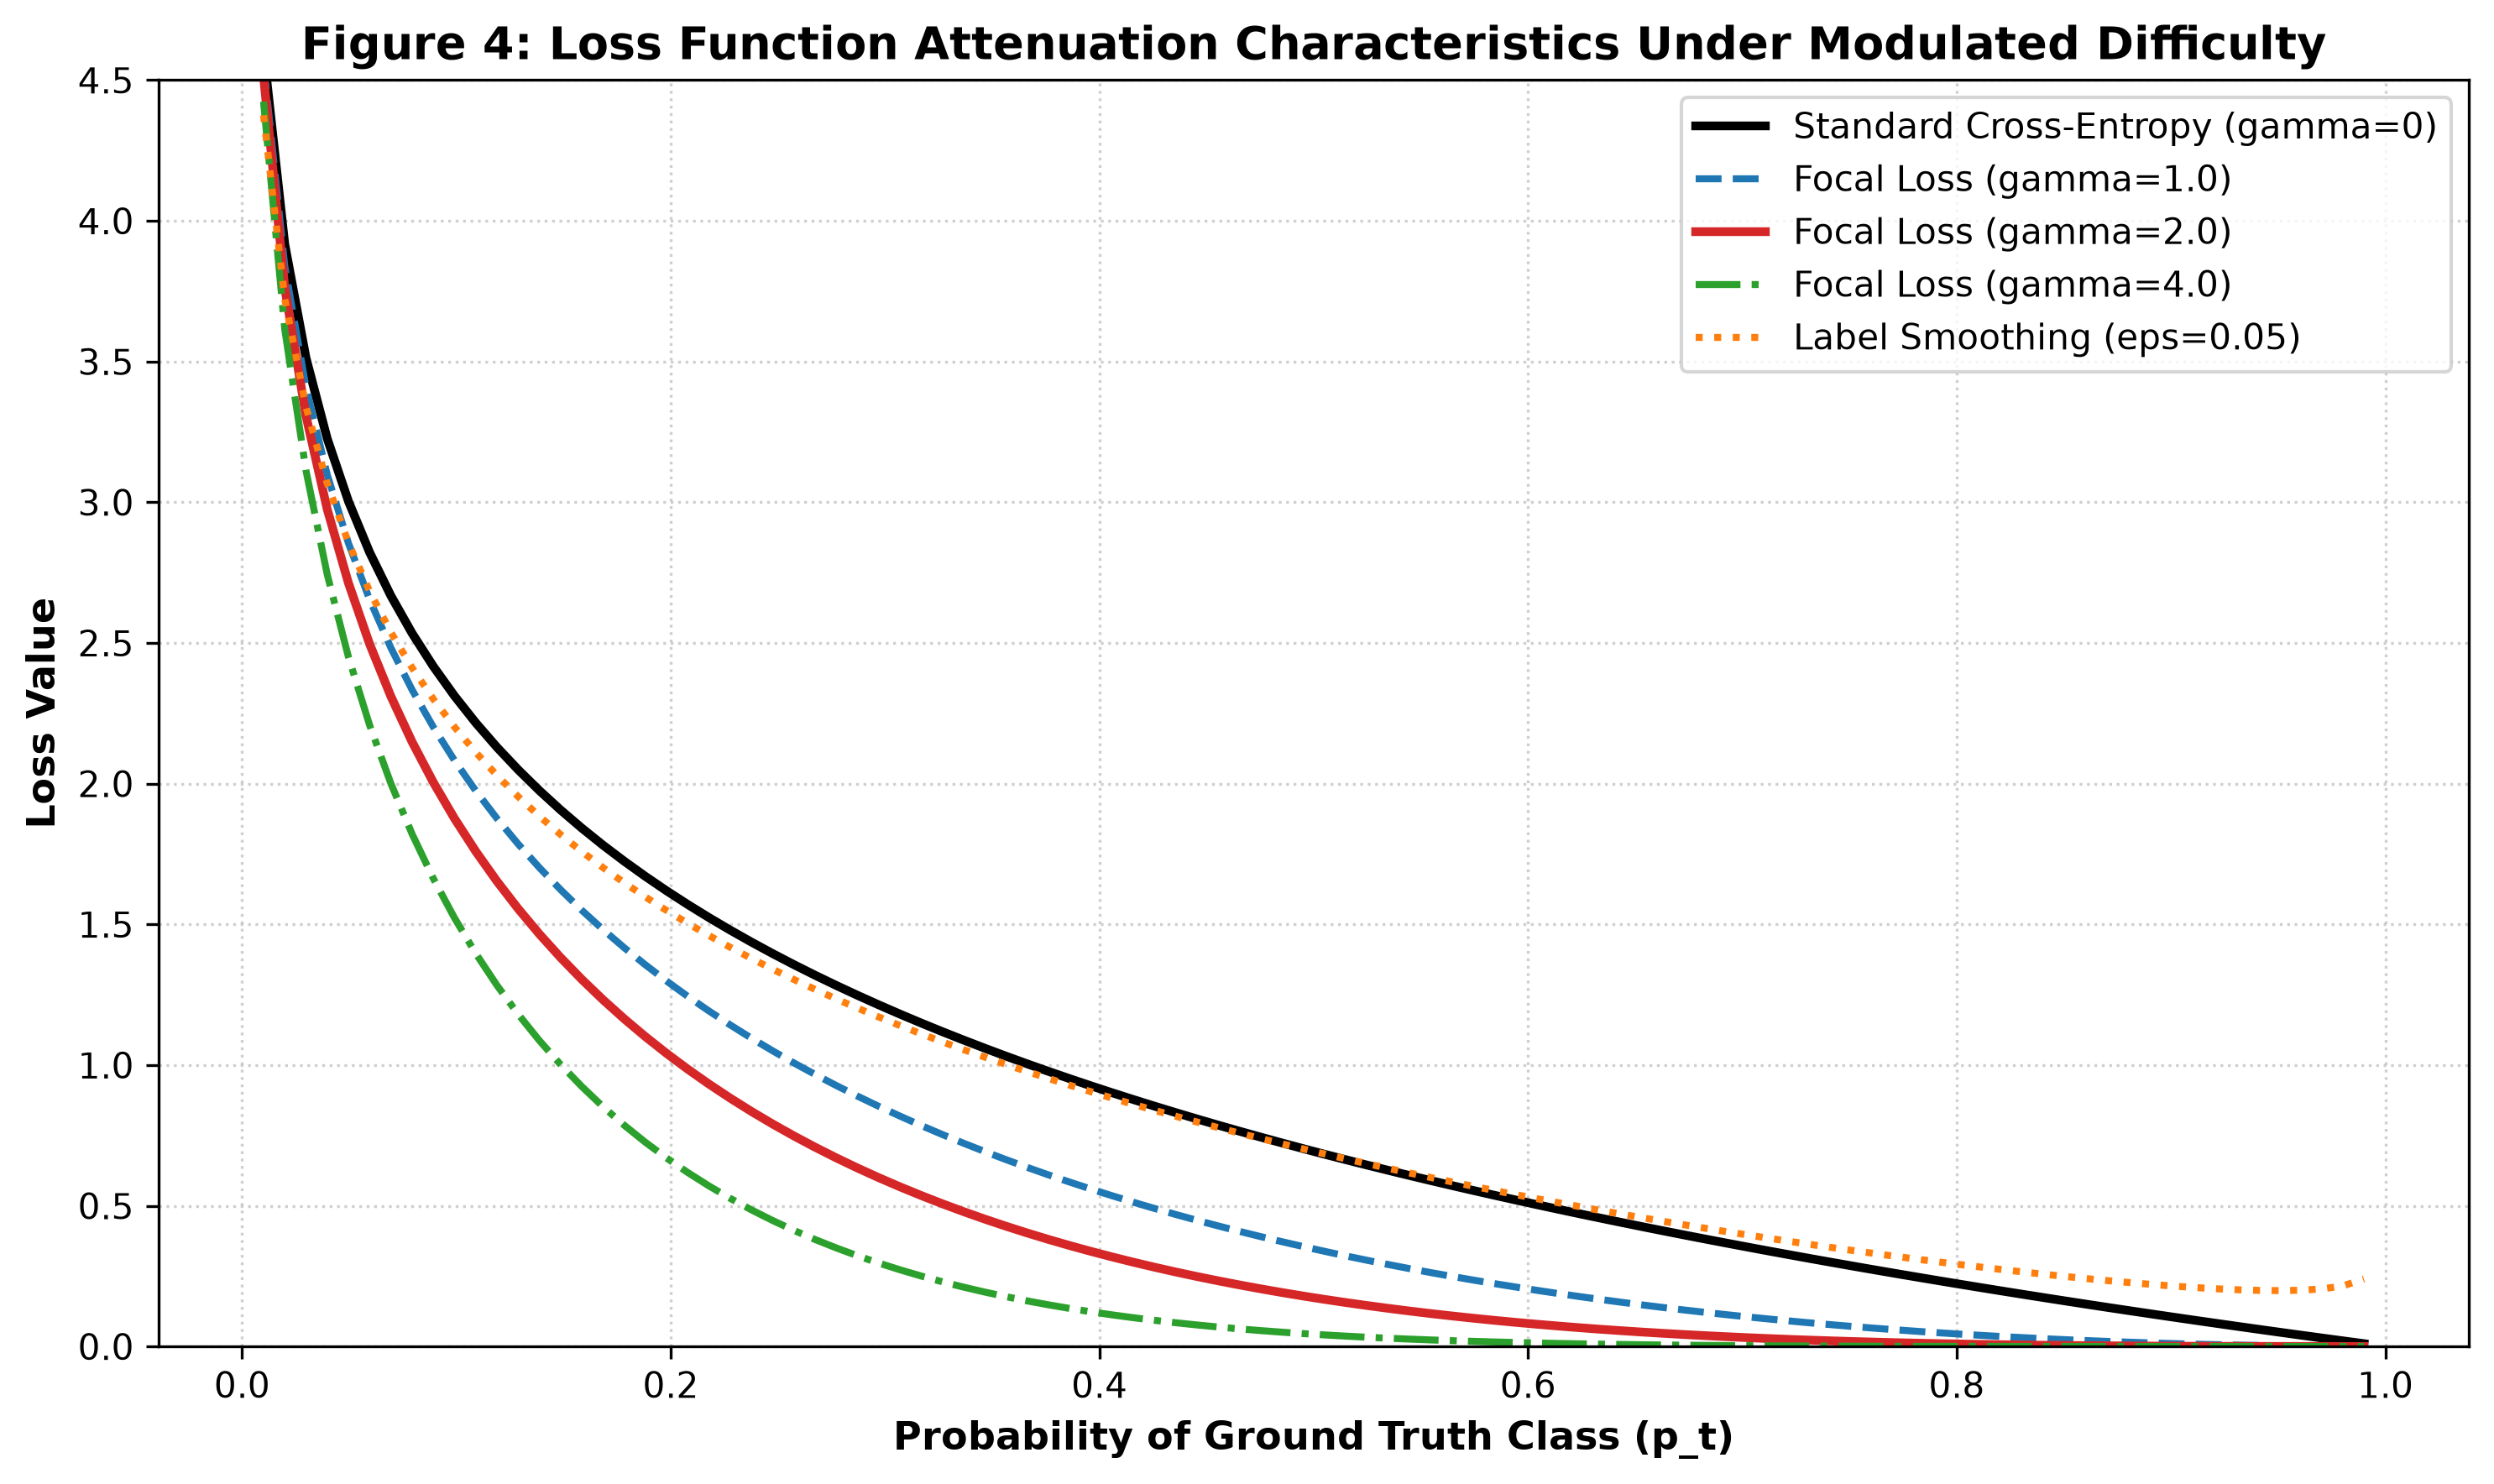 Figure 4: Loss Function Attenuation Characteristics Under Modulated Difficulty
4.5
4.0
3.5
3.0
2.5
2.0
1.5
1.0
0.5
0.0
Loss Value
Standard Cross-Entropy (gamma=0)
Focal Loss (gamma=1.0)
Focal Loss (gamma=2.0)
Focal Loss (gamma=4.0)
Label Smoothing (eps=0.05)
0.0 0.2 0.4 0.6 0.8 1.0
Probability of Ground Truth Class (p_t)